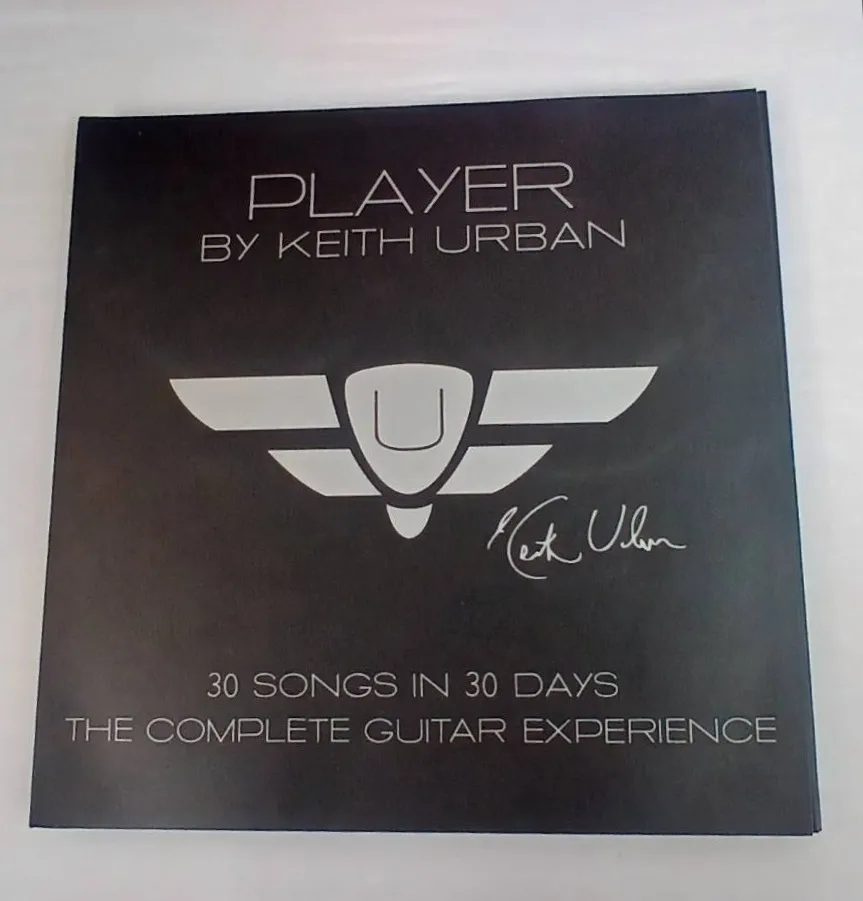 PLAYER
BY KEITH URBAN
U
Keith Urban
30 SONGS IN 30 DAYS
THE COMPLETE GUITAR EXPERIENCE